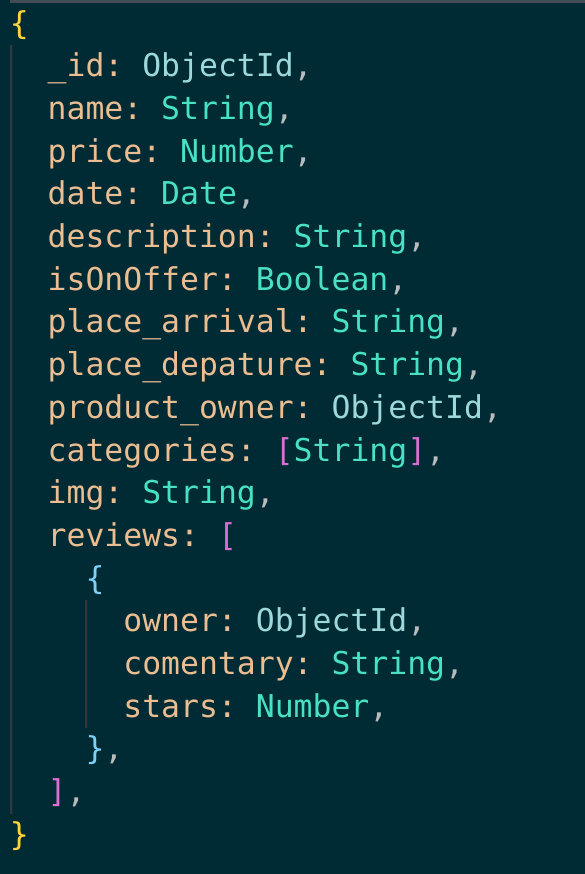 {
  _id: ObjectId,
  name: String,
  price: Number,
  date: Date,
  description: String,
  isOnOffer: Boolean,
  place_arrival: String,
  place_depature: String,
  product_owner: ObjectId,
  categories: [String],
  img: String,
  reviews: [
    {
      owner: ObjectId,
      comentary: String,
      stars: Number,
    },
  ],
}